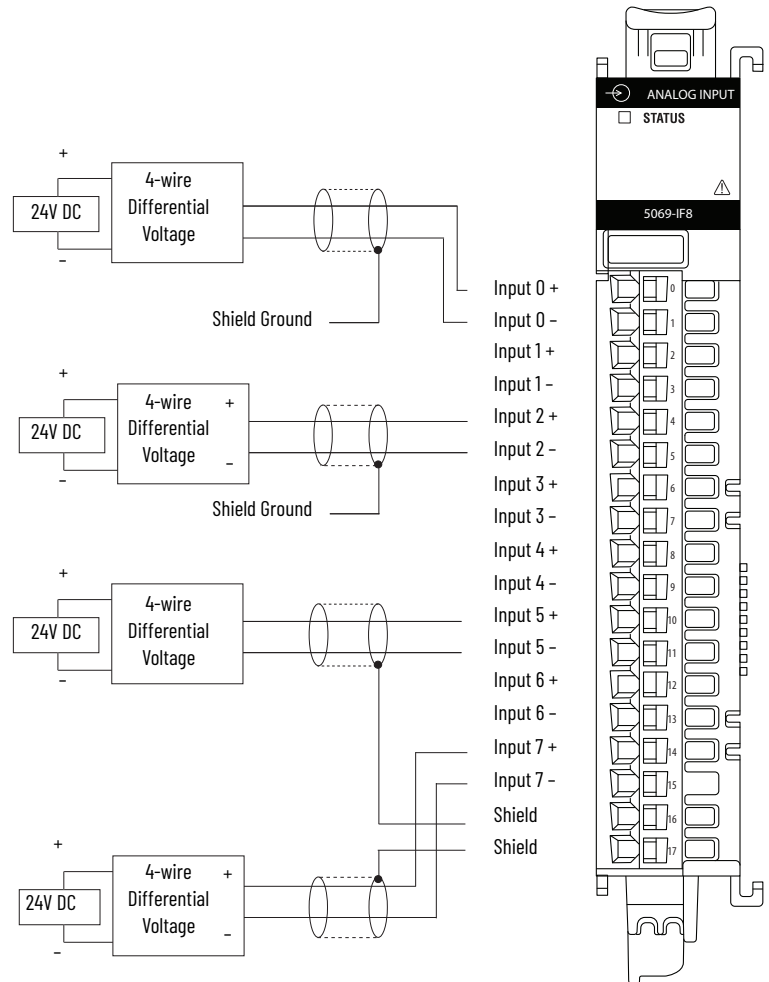 ANALOG INPUT
STATUS
5069-IF8
+
24V DC
–
4-wire
Differential
Voltage
Shield Ground
+
24V DC
–
4-wire +
Differential
Voltage –
Shield Ground
+
24V DC
–
4-wire
Differential
Voltage
+
24V DC
–
4-wire +
Differential
Voltage –
Input 0 +
Input 0 –
Input 1 +
Input 1 –
Input 2 +
Input 2 –
Input 3 +
Input 3 –
Input 4 +
Input 4 –
Input 5 +
Input 5 –
Input 6 +
Input 6 –
Input 7 +
Input 7 –
Shield
Shield
0
1
2
3
4
5
6
7
8
9
10
11
12
13
14
15
16
17